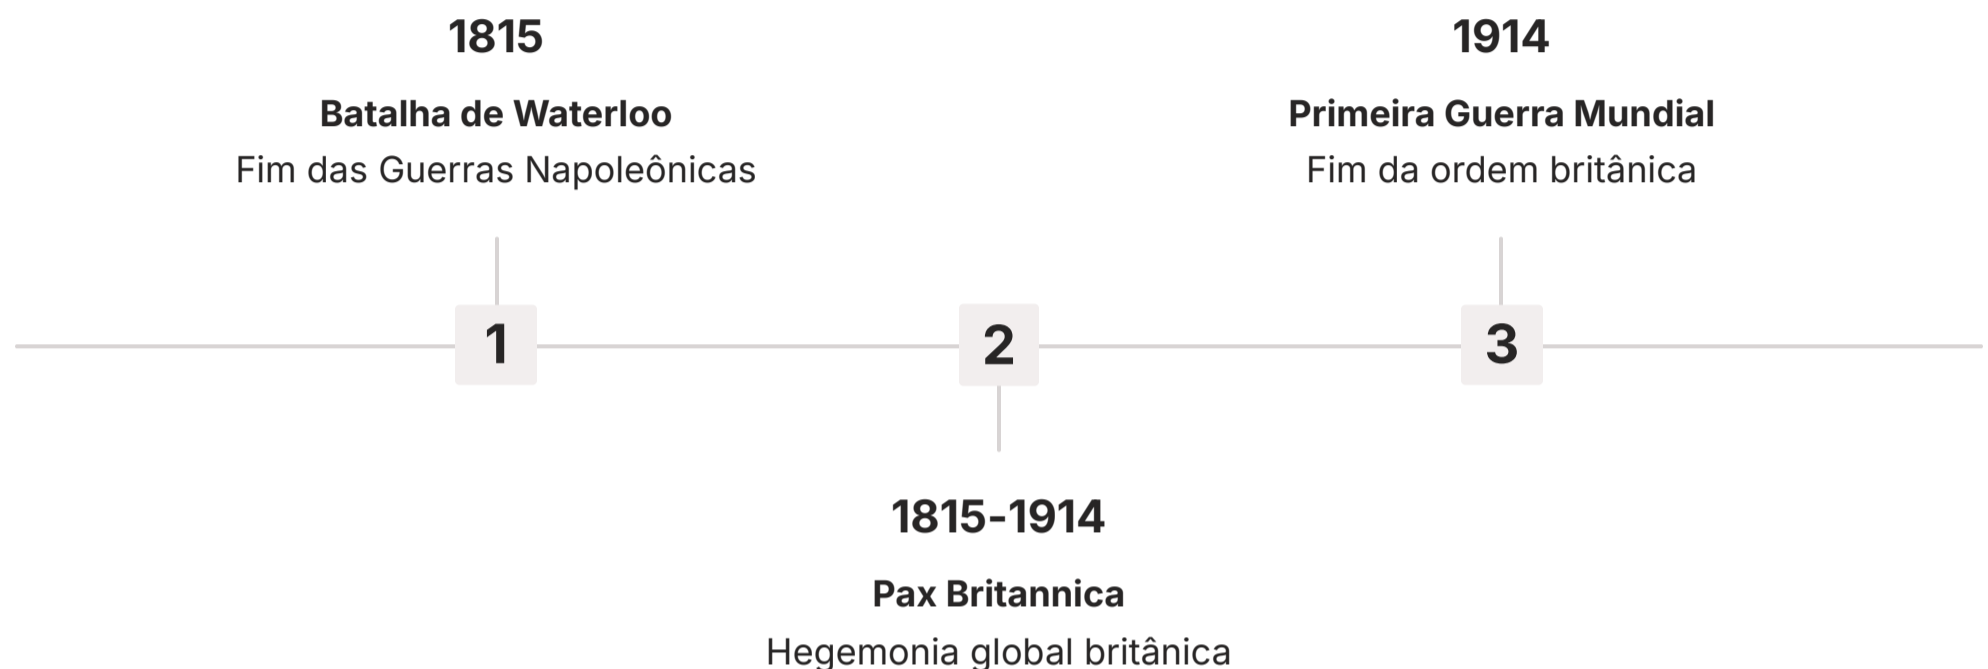 1815
Batalha de Waterloo
Fim das Guerras Napoleônicas
1914
Primeira Guerra Mundial
Fim da ordem britânica
1
2
3
1815-1914
Pax Britannica
Hegemonia global britânica